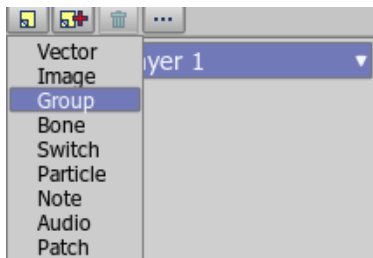 Vector
yer 1
Image
Group
Bone
Switch
Particle
Note
Audio
Patch